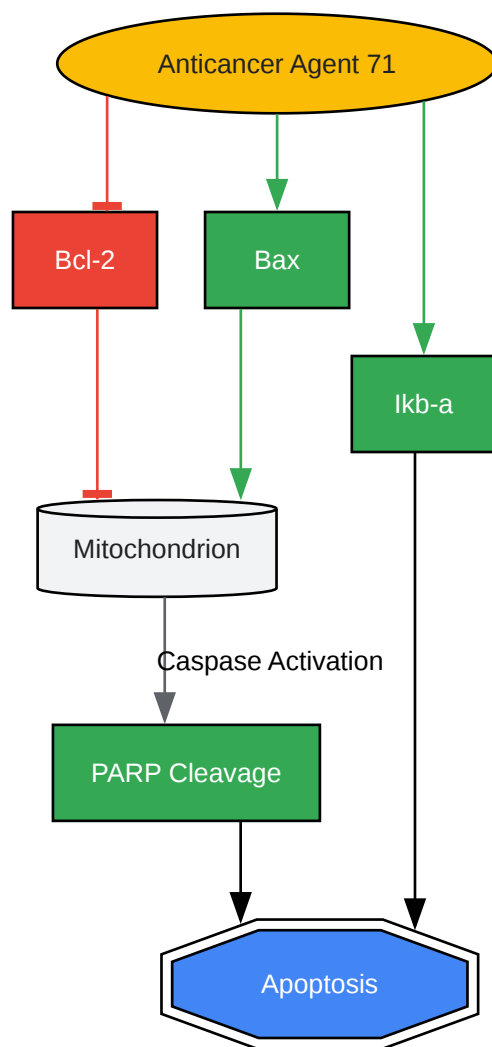 Anticancer Agent 71
Bcl-2
Bax
Ikb-a
Mitochondrion
Caspase Activation
PARP Cleavage
Apoptosis